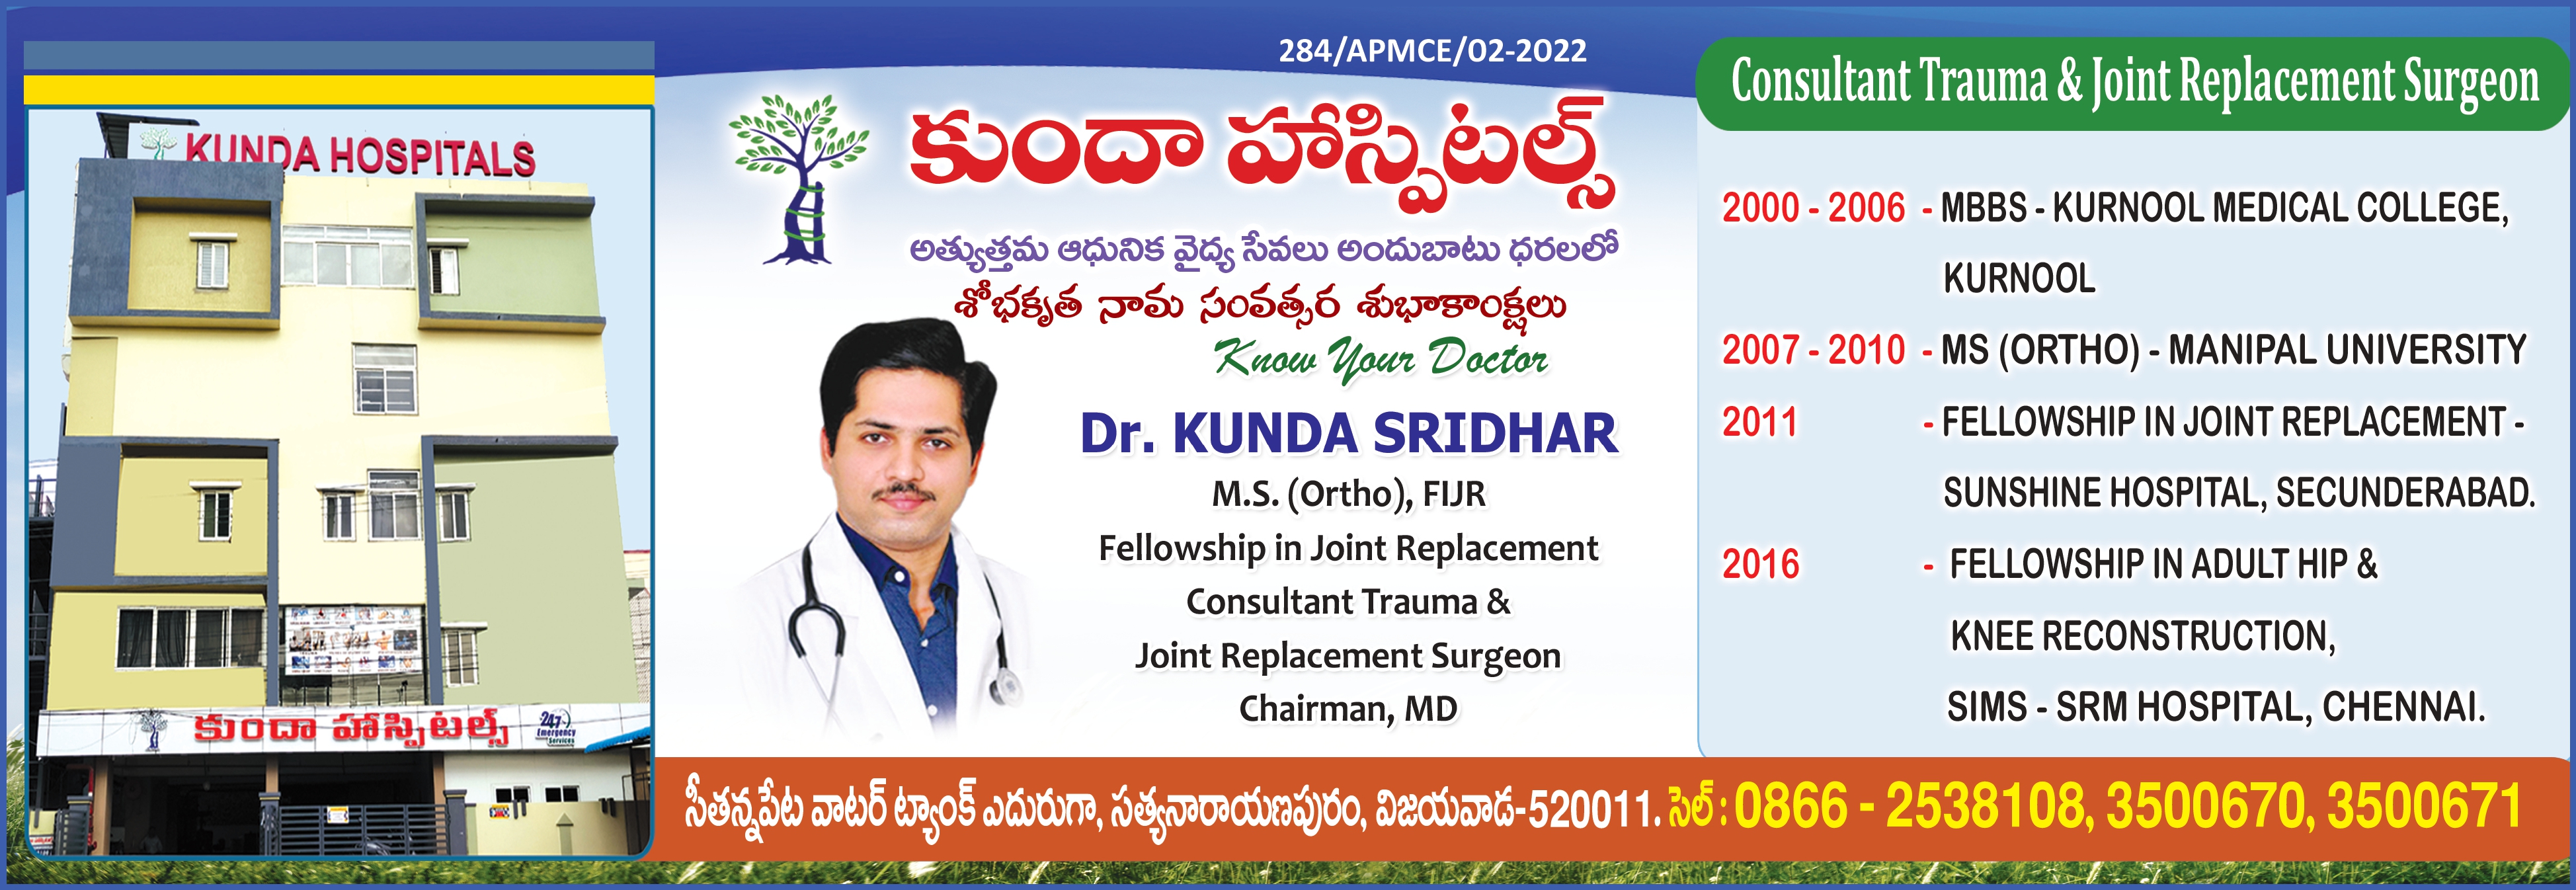 284/APMCE/02-2022
KUNDA HOSPITALS
కుందా హాస్పిటల్స్
24/7
Emergency
Services
కుందా హాస్పిటల్స్
అత్యుత్తమ ఆధునిక వైద్య సేవలు అందుబాటు ధరలలో
శోభకృత నామ సంవత్సర శుభాకాంక్షలు
Know Your Doctor
Dr. KUNDA SRIDHAR
M.S. (Ortho), FIJR
Fellowship in Joint Replacement
Consultant Trauma &
Joint Replacement Surgeon
Chairman, MD
Consultant Trauma & Joint Replacement Surgeon
2000 - 2006 - MBBS - KURNOOL MEDICAL COLLEGE,
KURNOOL
2007 - 2010 - MS (ORTHO) - MANIPAL UNIVERSITY
2011 - FELLOWSHIP IN JOINT REPLACEMENT -
SUNSHINE HOSPITAL, SECUNDERABAD.
2016 - FELLOWSHIP IN ADULT HIP &
KNEE RECONSTRUCTION,
SIMS - SRM HOSPITAL, CHENNAI.
సీతన్నపేట వాటర్ ట్యాంక్ ఎదురుగా, సత్యనారాయణపురం, విజయవాడ-520011. సెల్ : 0866 - 2538108, 3500670, 3500671